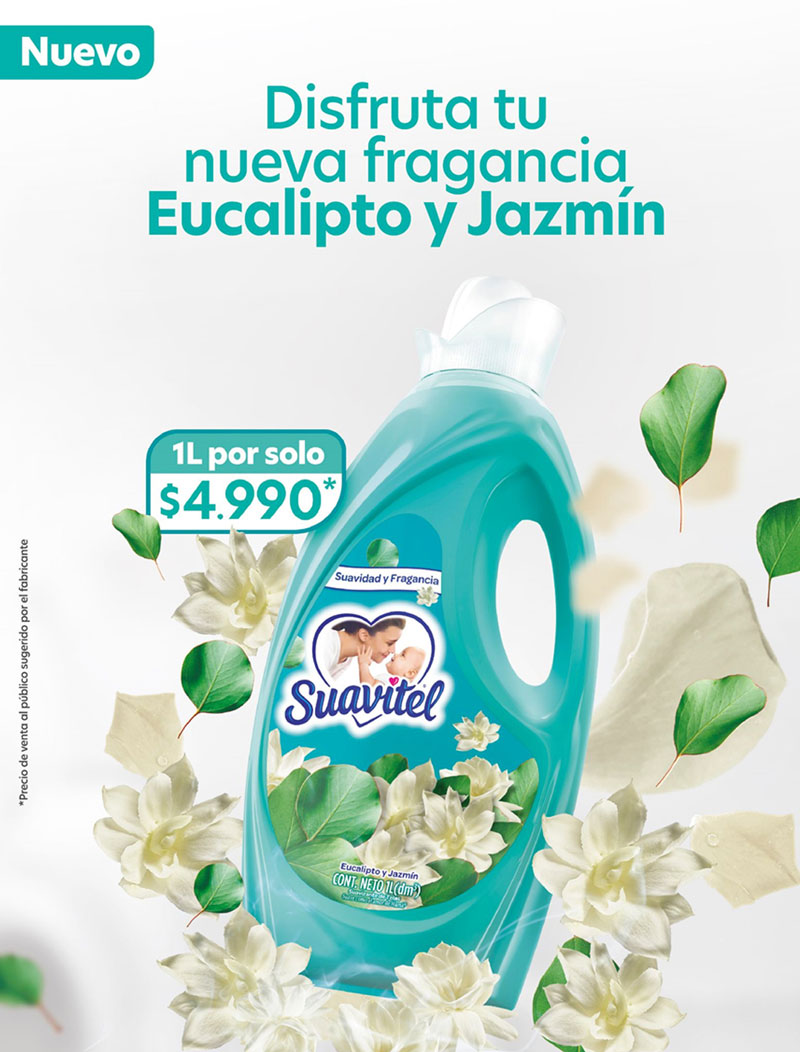 Nuevo
Disfruta tu
nueva fragancia
Eucalipto y Jazmín
1L por solo
$4.990*
Suavidad y Fragancia
Suavitel
Eucalipto y Jazmín
CONT. NETO 1L(dm³)
*Precio de venta al público sugerido por el fabricante